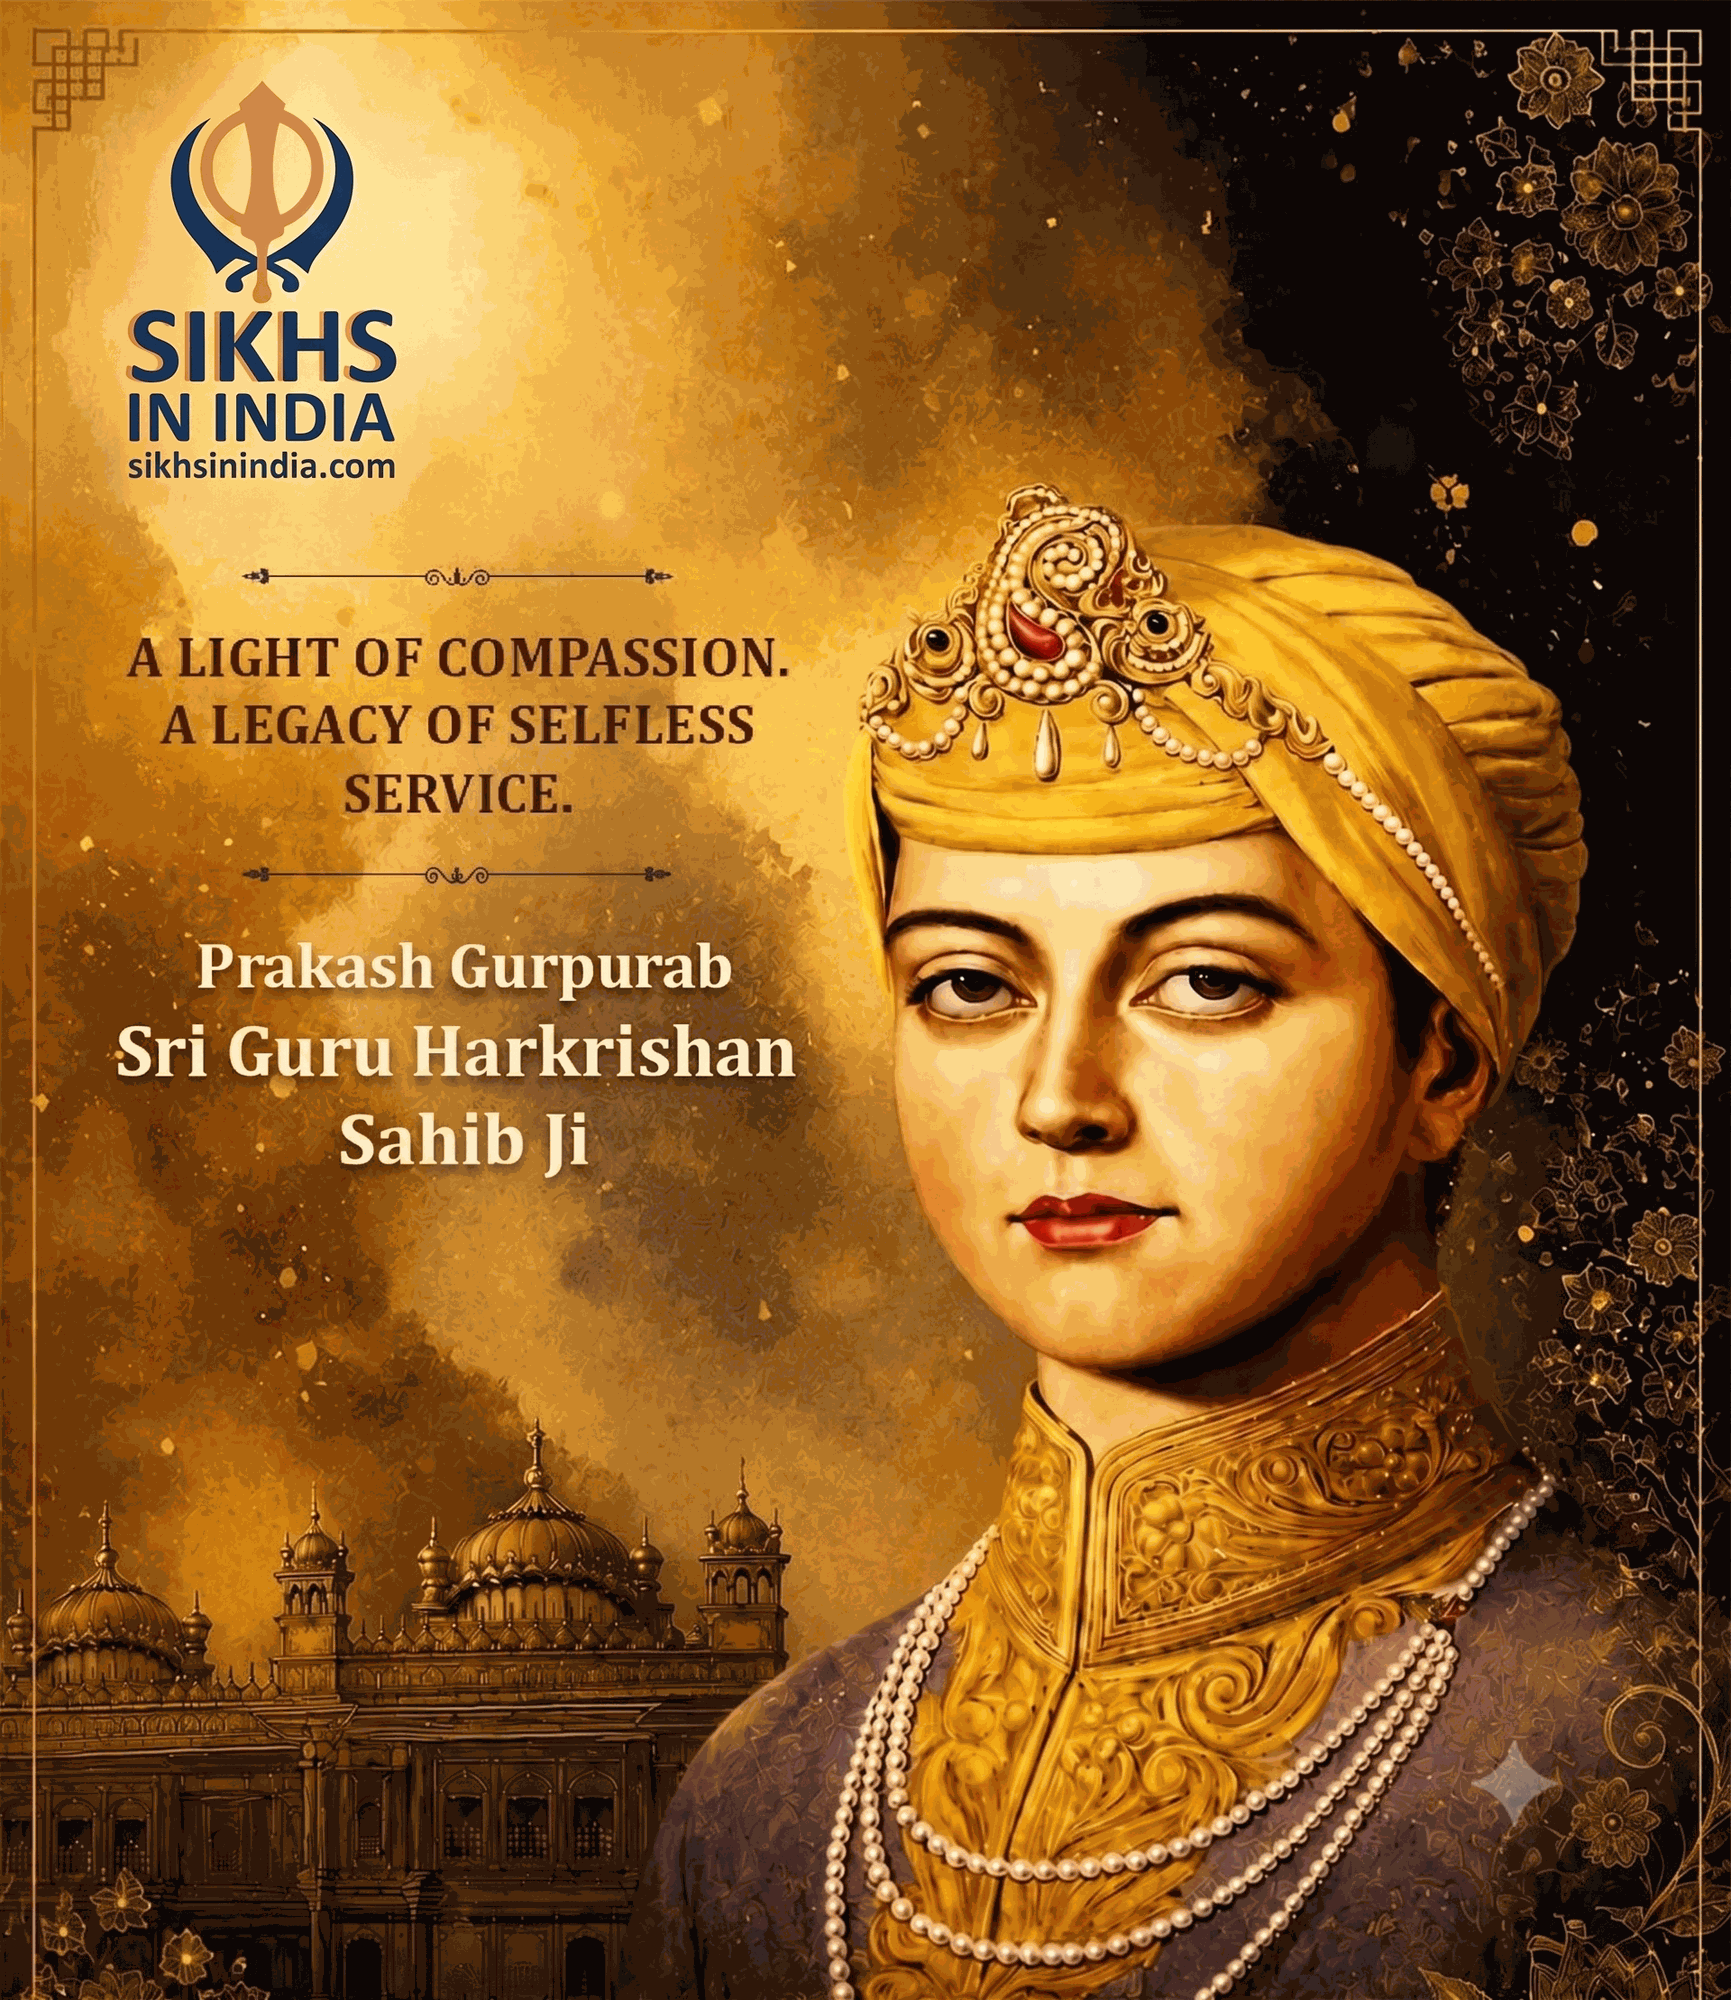 SIKHS
IN INDIA
sikhsinindia.com
A LIGHT OF COMPASSION.
A LEGACY OF SELFLESS
SERVICE.
Prakash Gurpurab
Sri Guru Harkrishan
Sahib Ji